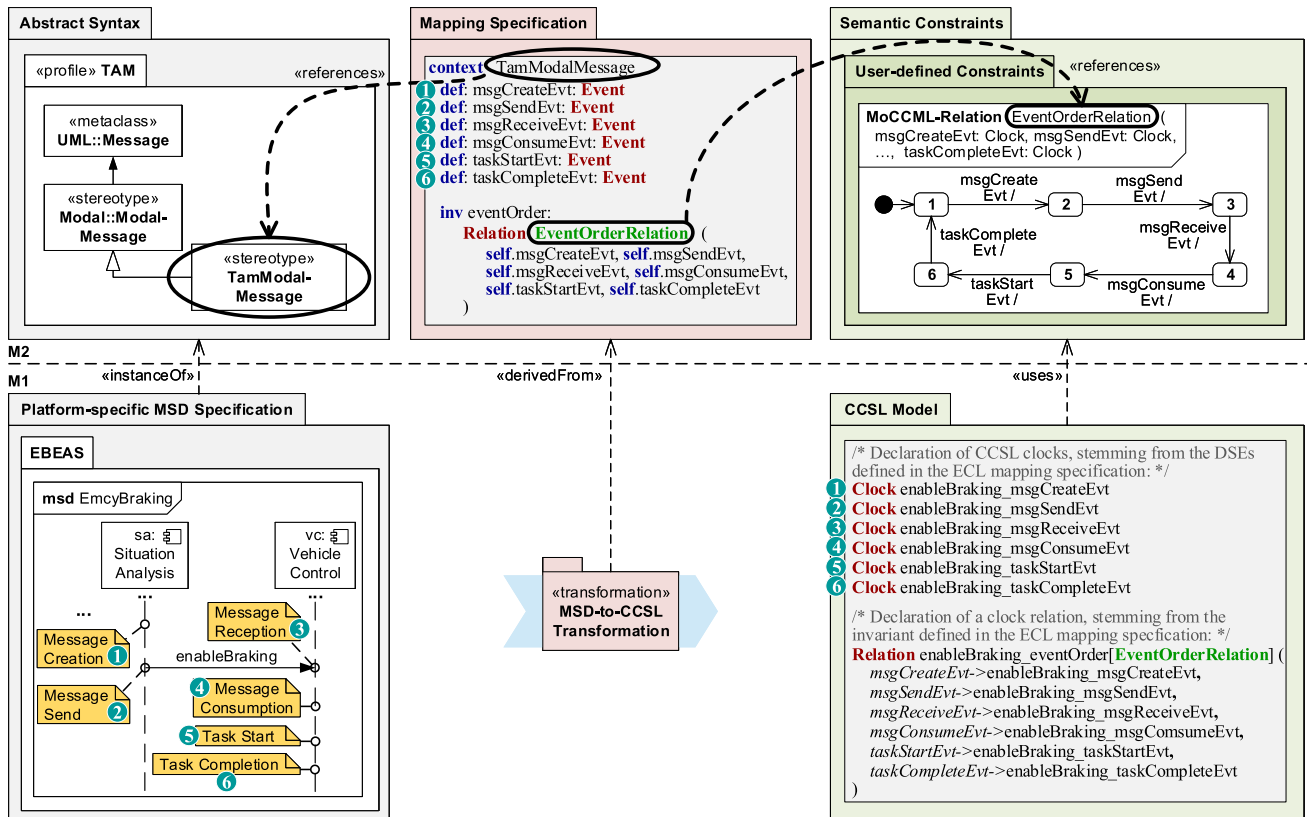 Abstract Syntax
«profile» TAM
«metaclass»
UML::Message
«stereotype»
Modal::Modal-
Message
«stereotype»
TamModal-
Message
«references»
Mapping Specification
context TamModalMessage
1 def: msgCreateEvt: Event
2 def: msgSendEvt: Event
3 def: msgReceiveEvt: Event
4 def: msgConsumeEvt: Event
5 def: taskStartEvt: Event
6 def: taskCompleteEvt: Event
inv eventOrder:
Relation EventOrderRelation (
self.msgCreateEvt, self.msgSendEvt,
self.msgReceiveEvt, self.msgConsumeEvt,
self.taskStartEvt, self.taskCompleteEvt
)
Semantic Constraints
User-defined Constraints
«references»
MoCCML-Relation EventOrderRelation (
msgCreateEvt: Clock, msgSendEvt: Clock,
..., taskCompleteEvt: Clock )
msgCreate
Evt /
msgSend
Evt /
1
2
3
msgReceive
Evt /
taskComplete
Evt /
6
5
4
taskStart
Evt /
msgConsume
Evt /
M2
M1
«instanceOf»
«derivedFrom»
«uses»
Platform-specific MSD Specification
EBEAS
msd EmcyBraking
sa:
Situation
Analysis
vc:
Vehicle
Control
...
...
Message
Reception 3
Message
Creation 1
enableBraking
Message
Send 2
4 Message
Consumption
5 Task Start
Task Completion
6
«transformation»
MSD-to-CCSL
Transformation
CCSL Model
/* Declaration of CCSL clocks, stemming from the DSEs
defined in the ECL mapping specification: */
1 Clock enableBraking_msgCreateEvt
2 Clock enableBraking_msgSendEvt
3 Clock enableBraking_msgReceiveEvt
4 Clock enableBraking_msgConsumeEvt
5 Clock enableBraking_taskStartEvt
6 Clock enableBraking_taskCompleteEvt
/* Declaration of a clock relation, stemming from the
invariant defined in the ECL mapping specfication: */
Relation enableBraking_eventOrder[EventOrderRelation] (
msgCreateEvt->enableBraking_msgCreateEvt,
msgSendEvt->enableBraking_msgSendEvt,
msgReceiveEvt->enableBraking_msgReceiveEvt,
msgConsumeEvt->enableBraking_msgComsumeEvt,
taskStartEvt->enableBraking_taskStartEvt,
taskCompleteEvt->enableBraking_taskCompleteEvt
)